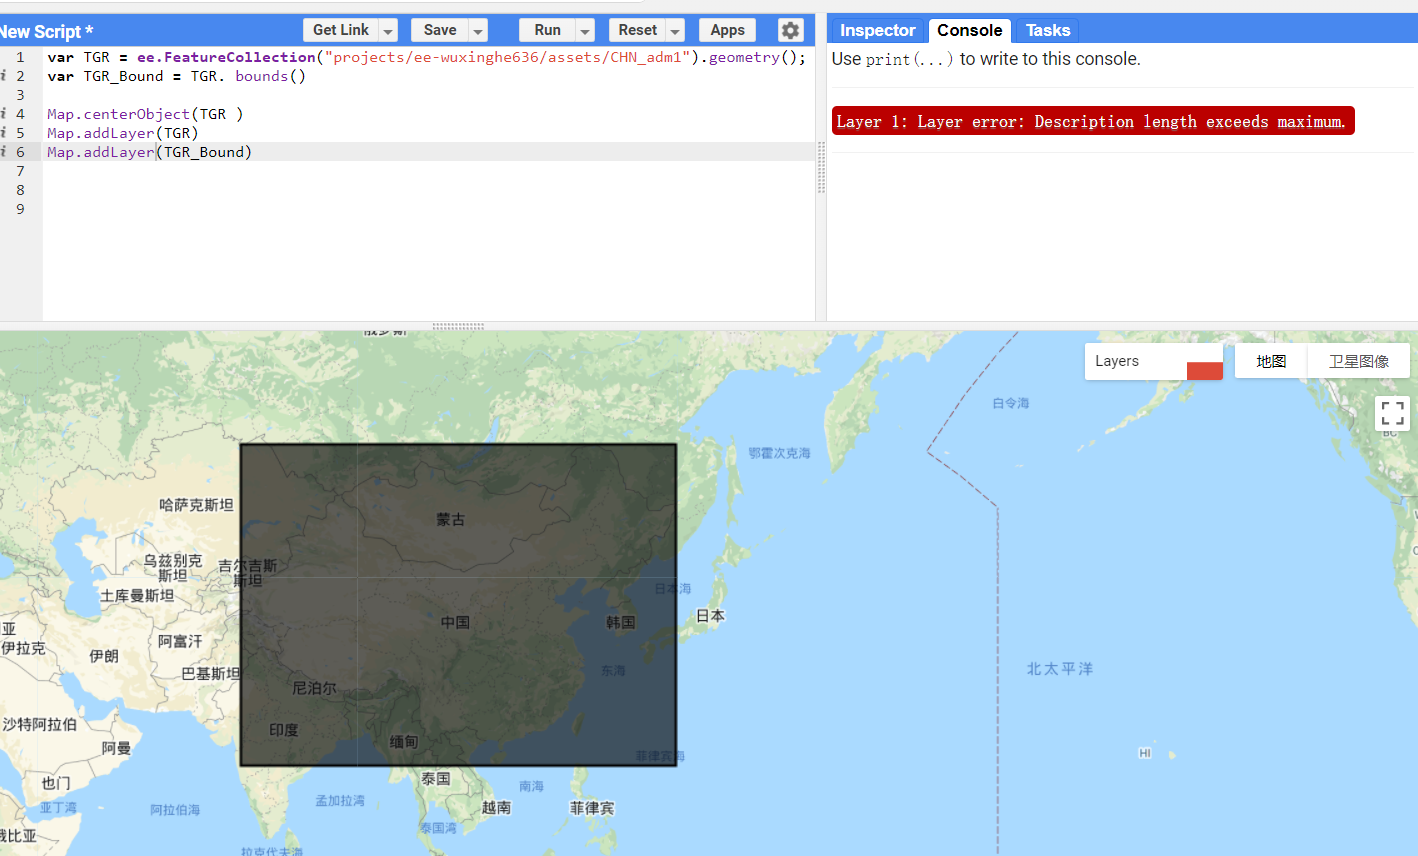 New Script *
Get Link
Save
Run
Reset
Apps
1 var TGR = ee.FeatureCollection("projects/ee-wuxinghe636/assets/CHN_adm1").geometry();
i 2 var TGR_Bound = TGR. bounds()
3
i 4 Map.centerObject(TGR )
i 5 Map.addLayer(TGR)
i 6 Map.addLayer(TGR_Bound)
7
8
9
Inspector
Console
Tasks
Use print(...) to write to this console.
Layer 1: Layer error: Description length exceeds maximum.
俄罗斯
Layers
地图
卫星图像
白令海
BC
鄂霍次克海
哈萨克斯坦
蒙古
乌兹别克
斯坦
吉尔吉斯
斯坦
土库曼斯坦
日本海
日本
中国
韩国
亚
伊拉克
伊朗
阿富汗
巴基斯坦
东海
北太平洋
尼泊尔
沙特阿拉伯
印度
阿曼
缅甸
菲律宾海
HI
也门
泰国
南海
亚丁湾
阿拉伯海
孟加拉湾
越南
菲律宾
泰国湾
俄比亚
拉克代夫海